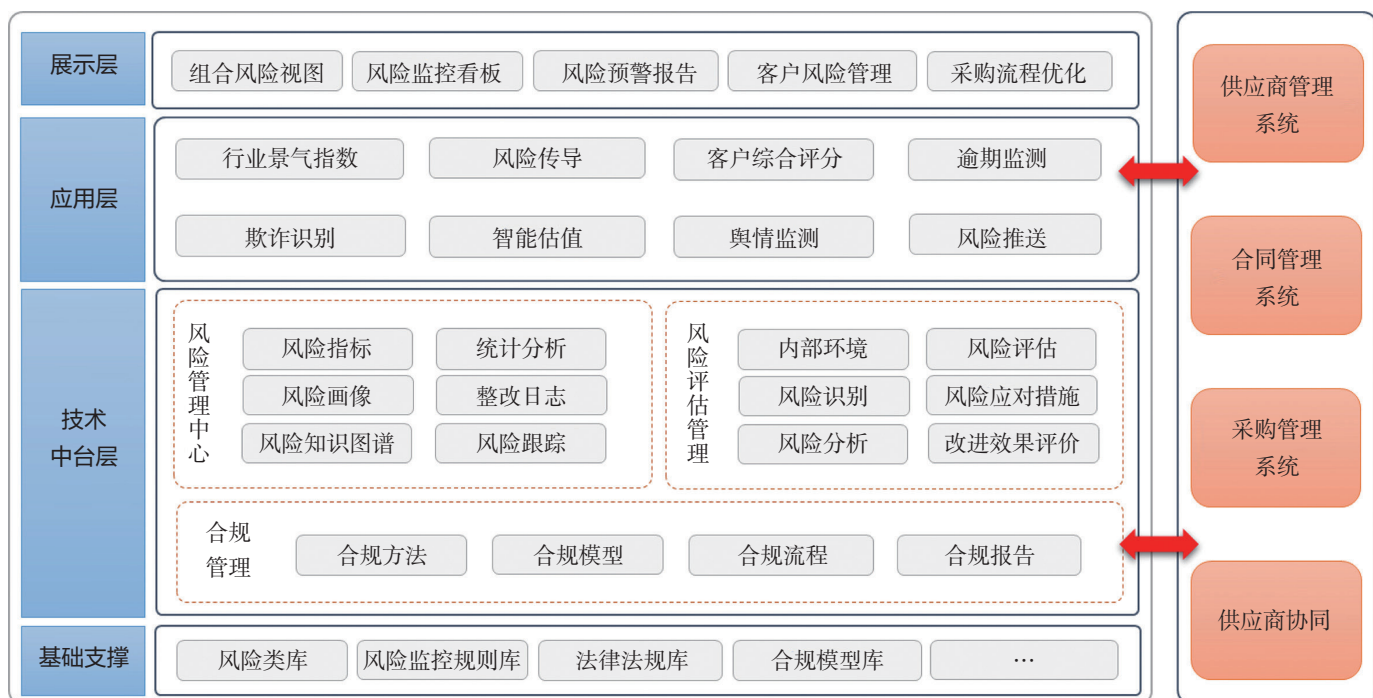 展示层
组合风险视图
风险监控看板
风险预警报告
客户风险管理
采购流程优化
应用层
行业景气指数
风险传导
客户综合评分
逾期监测
欺诈识别
智能估值
舆情监测
风险推送
技术
中台层
风险管理中心
风险指标
统计分析
风险画像
整改日志
风险知识图谱
风险跟踪
风险评估管理
内部环境
风险评估
风险识别
风险应对措施
风险分析
改进效果评价
合规
管理
合规方法
合规模型
合规流程
合规报告
基础支撑
风险类库
风险监控规则库
法律法规库
合规模型库
…
供应商管理
系统
合同管理
系统
采购管理
系统
供应商协同